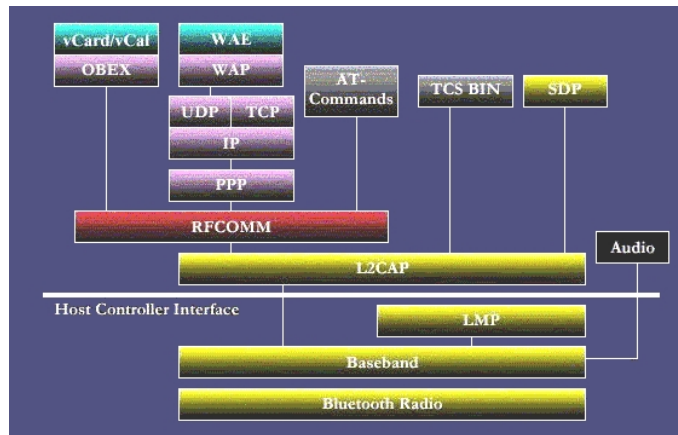 vCard/vCal
WAE
OBEX
WAP
AT-
Commands
TCS BIN
SDP
UDP
TCP
IP
PPP
RFCOMM
Audio
L2CAP
Host Controller Interface
LMP
Baseband
Bluetooth Radio